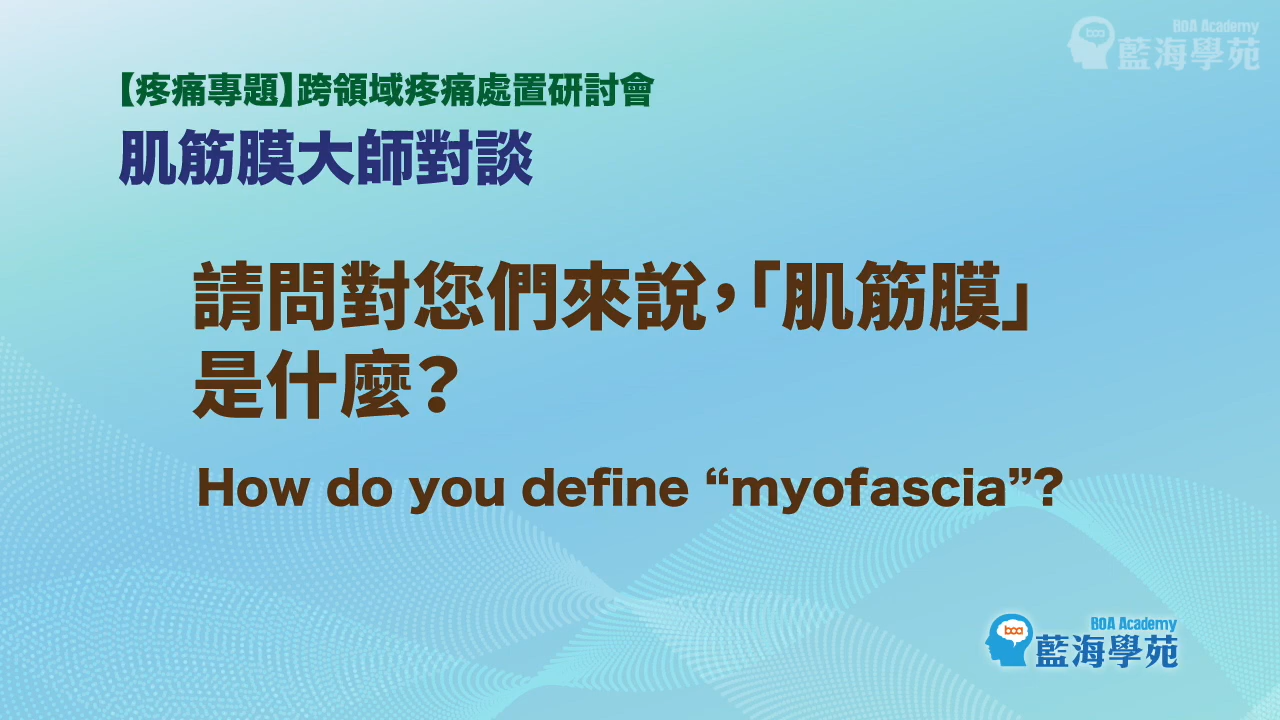 BOA Academy
boa
藍海學苑
【疼痛專題】跨領域疼痛處置研討會
肌筋膜大師對談
請問對您們來說，「肌筋膜」
是什麼？
How do you define “myofascia”?
BOA Academy
boa
藍海學苑